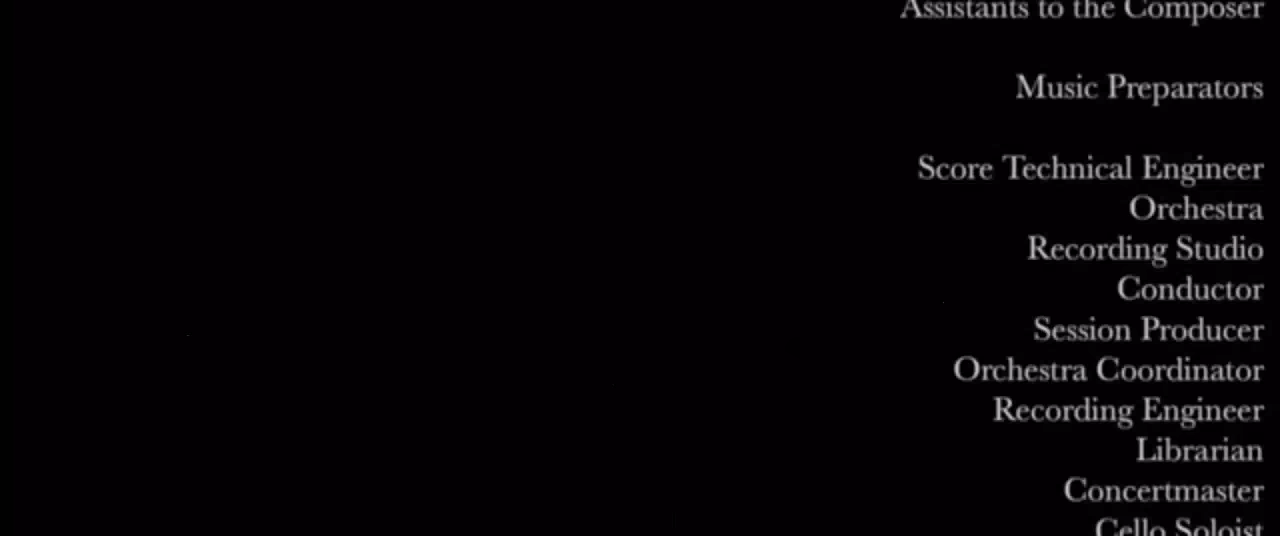 Assistants to the Composer
Music Preparators
Score Technical Engineer
Orchestra
Recording Studio
Conductor
Session Producer
Orchestra Coordinator
Recording Engineer
Librarian
Concertmaster
Cello Soloist